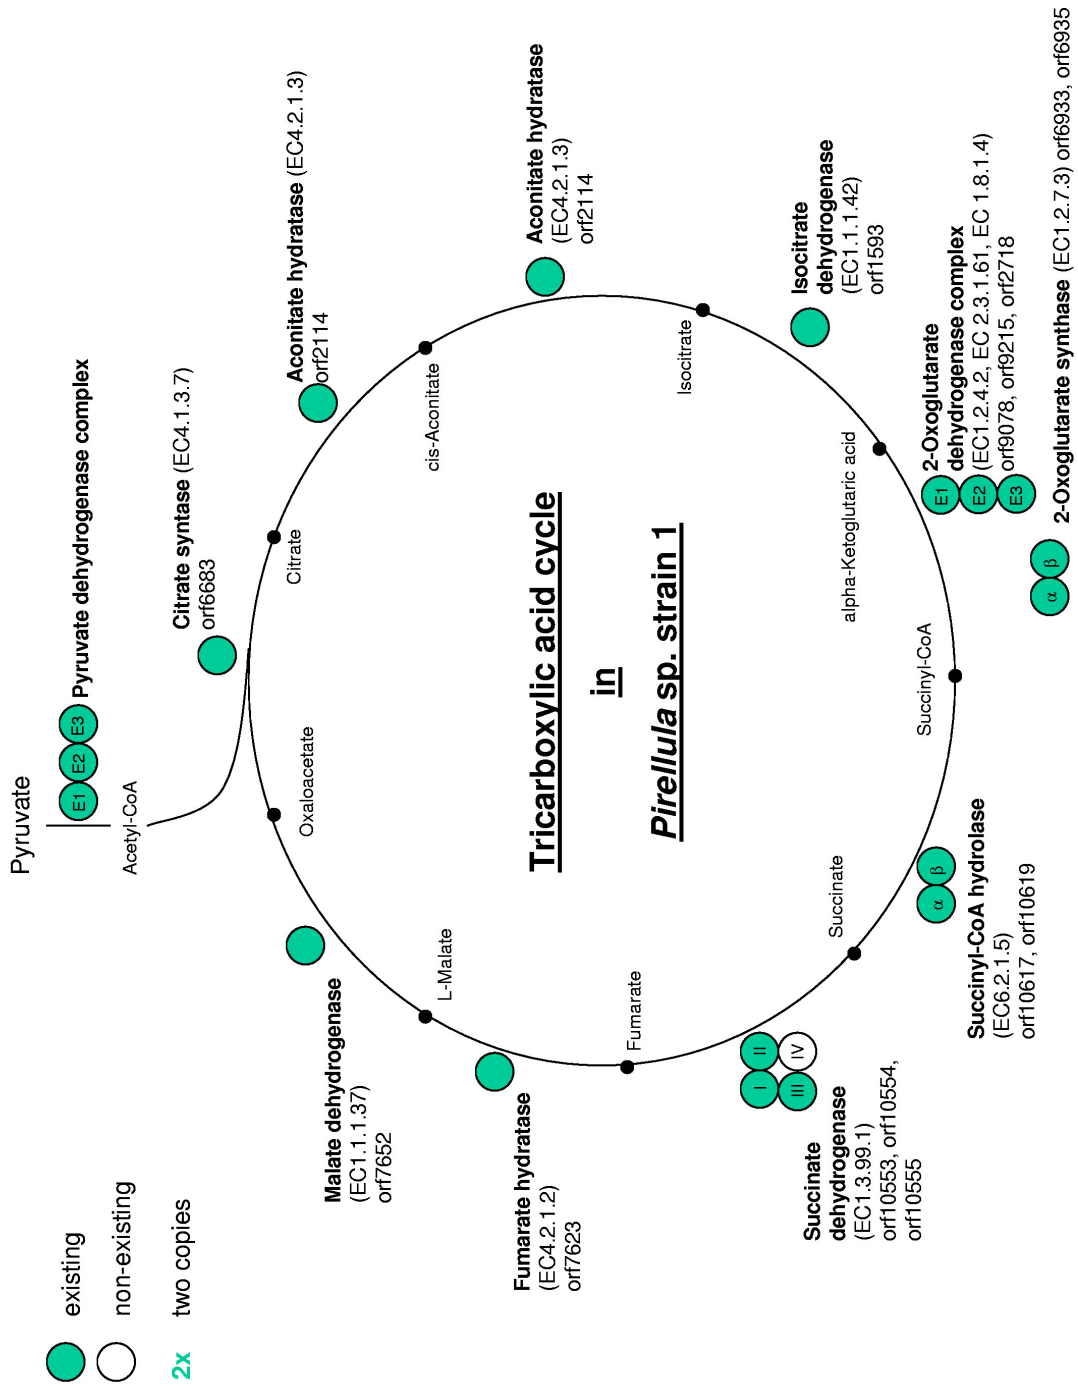 existing
non-existing
2x two copies
Pyruvate
E1 E2 E3 Pyruvate dehydrogenase complex
Acetyl-CoA
Citrate syntase (EC4.1.3.7)
orf6683
Aconitate hydratase (EC4.2.1.3)
orf2114
Aconitate hydratase
(EC4.2.1.3)
orf2114
Isocitrate
dehydrogenase
(EC1.1.1.42)
orf1593
2-Oxoglutarate
dehydrogenase complex
(EC1.2.4.2, EC 2.3.1.61, EC 1.8.1.4)
orf9078, orf9215, orf2718
E1
E2
E3
α β
2-Oxoglutarate synthase (EC1.2.7.3) orf6933, orf6935
α β
Succinyl-CoA hydrolase
(EC6.2.1.5)
orf10617, orf10619
I II
III IV
Succinate
dehydrogenase
(EC1.3.99.1)
orf10553, orf10554,
orf10555
Fumarate hydratase
(EC4.2.1.2)
orf7623
Malate dehydrogenase
(EC1.1.1.37)
orf7652
Oxaloacetate
Citrate
cis-Aconitate
Isocitrate
alpha-Ketoglutaric acid
Succinyl-CoA
Succinate
Fumarate
L-Malate
Tricarboxylic acid cycle
in
Pirellula sp. strain 1